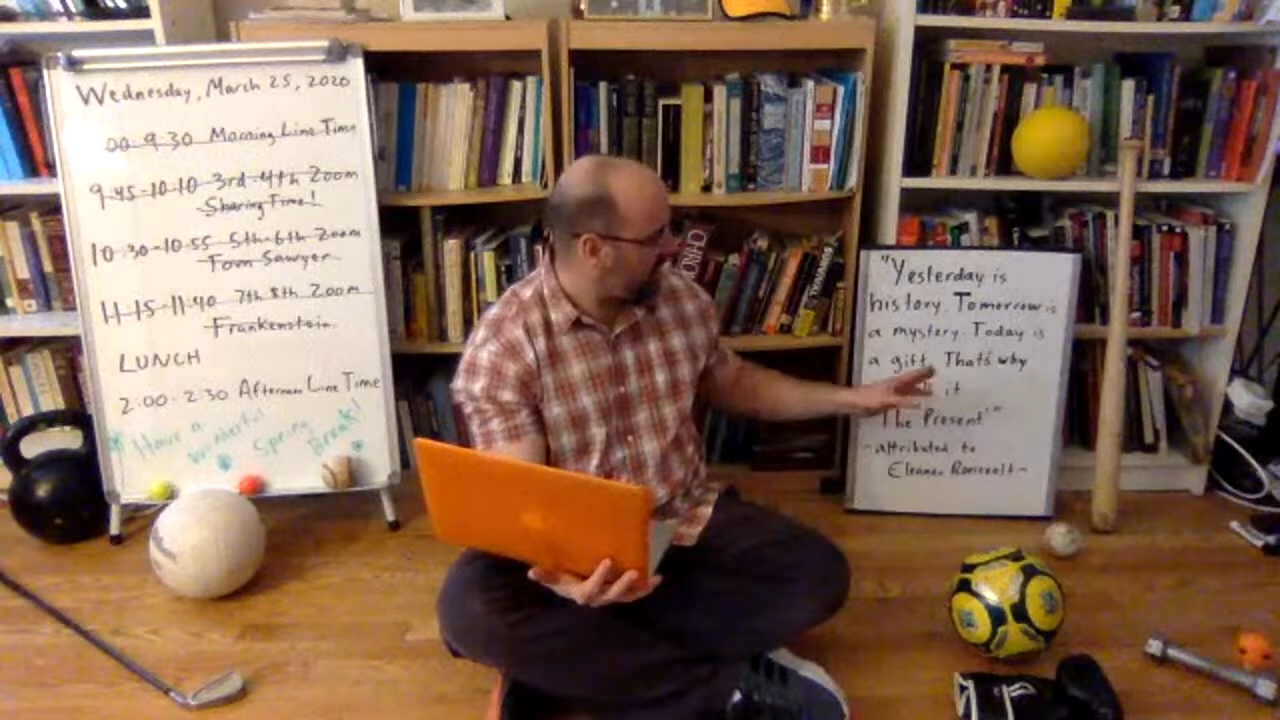 Wednesday, March 25, 2020
00-9:30 Morning Line Time
9:45-10:10 3rd-4th Zoom
Sharing Time!
10:30-10:55 5th-6th Zoom
Tom Sawyer
11:15-11:40 7th 8th Zoom
Frankenstein
LUNCH
2:00-2:30 Afternoon Line Time
Have a
wonderful Spring Break!
"Yesterday is
history. Tomorrow is
a mystery. Today is
a gift. That's why
it
'The Present'"
-attributed to
Eleanor Roosevelt-